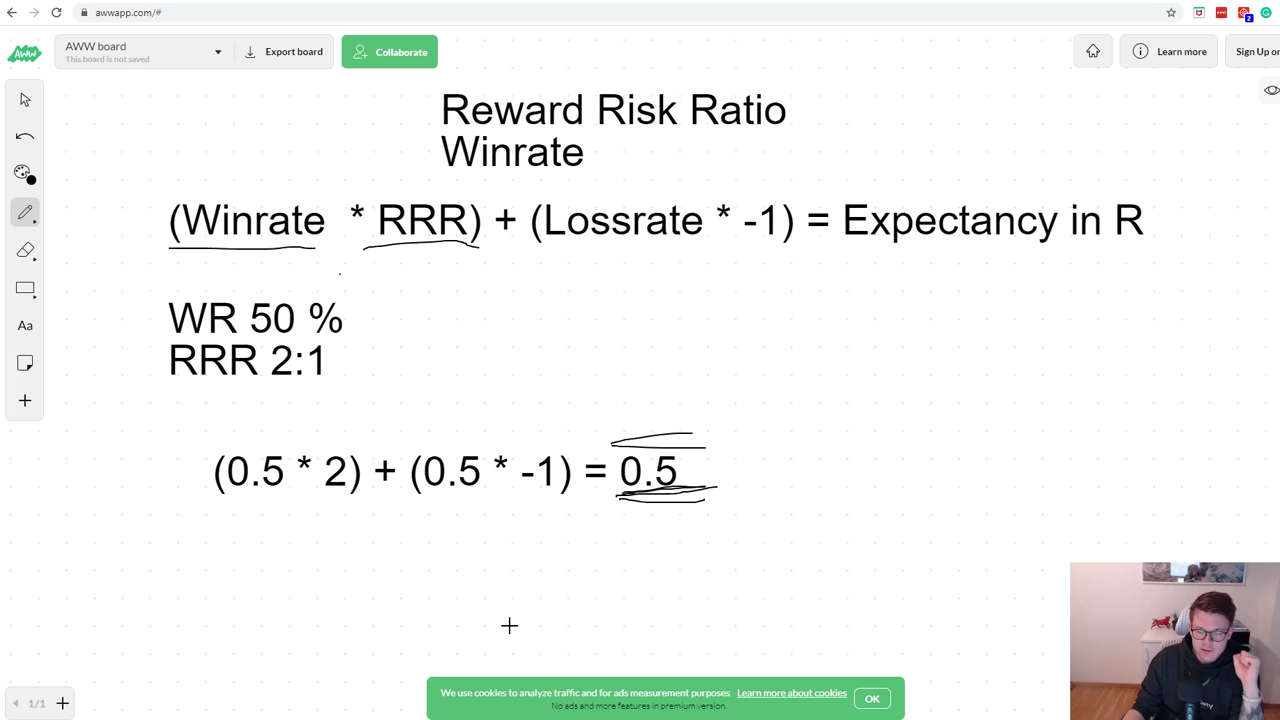 awwapp.com/#
2
AWW
AWW board
This board is not saved
Export board
Collaborate
Learn more
Sign Up or
Reward Risk Ratio
Winrate
(Winrate * RRR) + (Lossrate * -1) = Expectancy in R
WR 50 %
RRR 2:1
Aa
(0.5 * 2) + (0.5 * -1) = 0.5
1/1
We use cookies to analyze traffic and for ads measurement purposes Learn more about cookies
No ads and more features in premium version.
OK